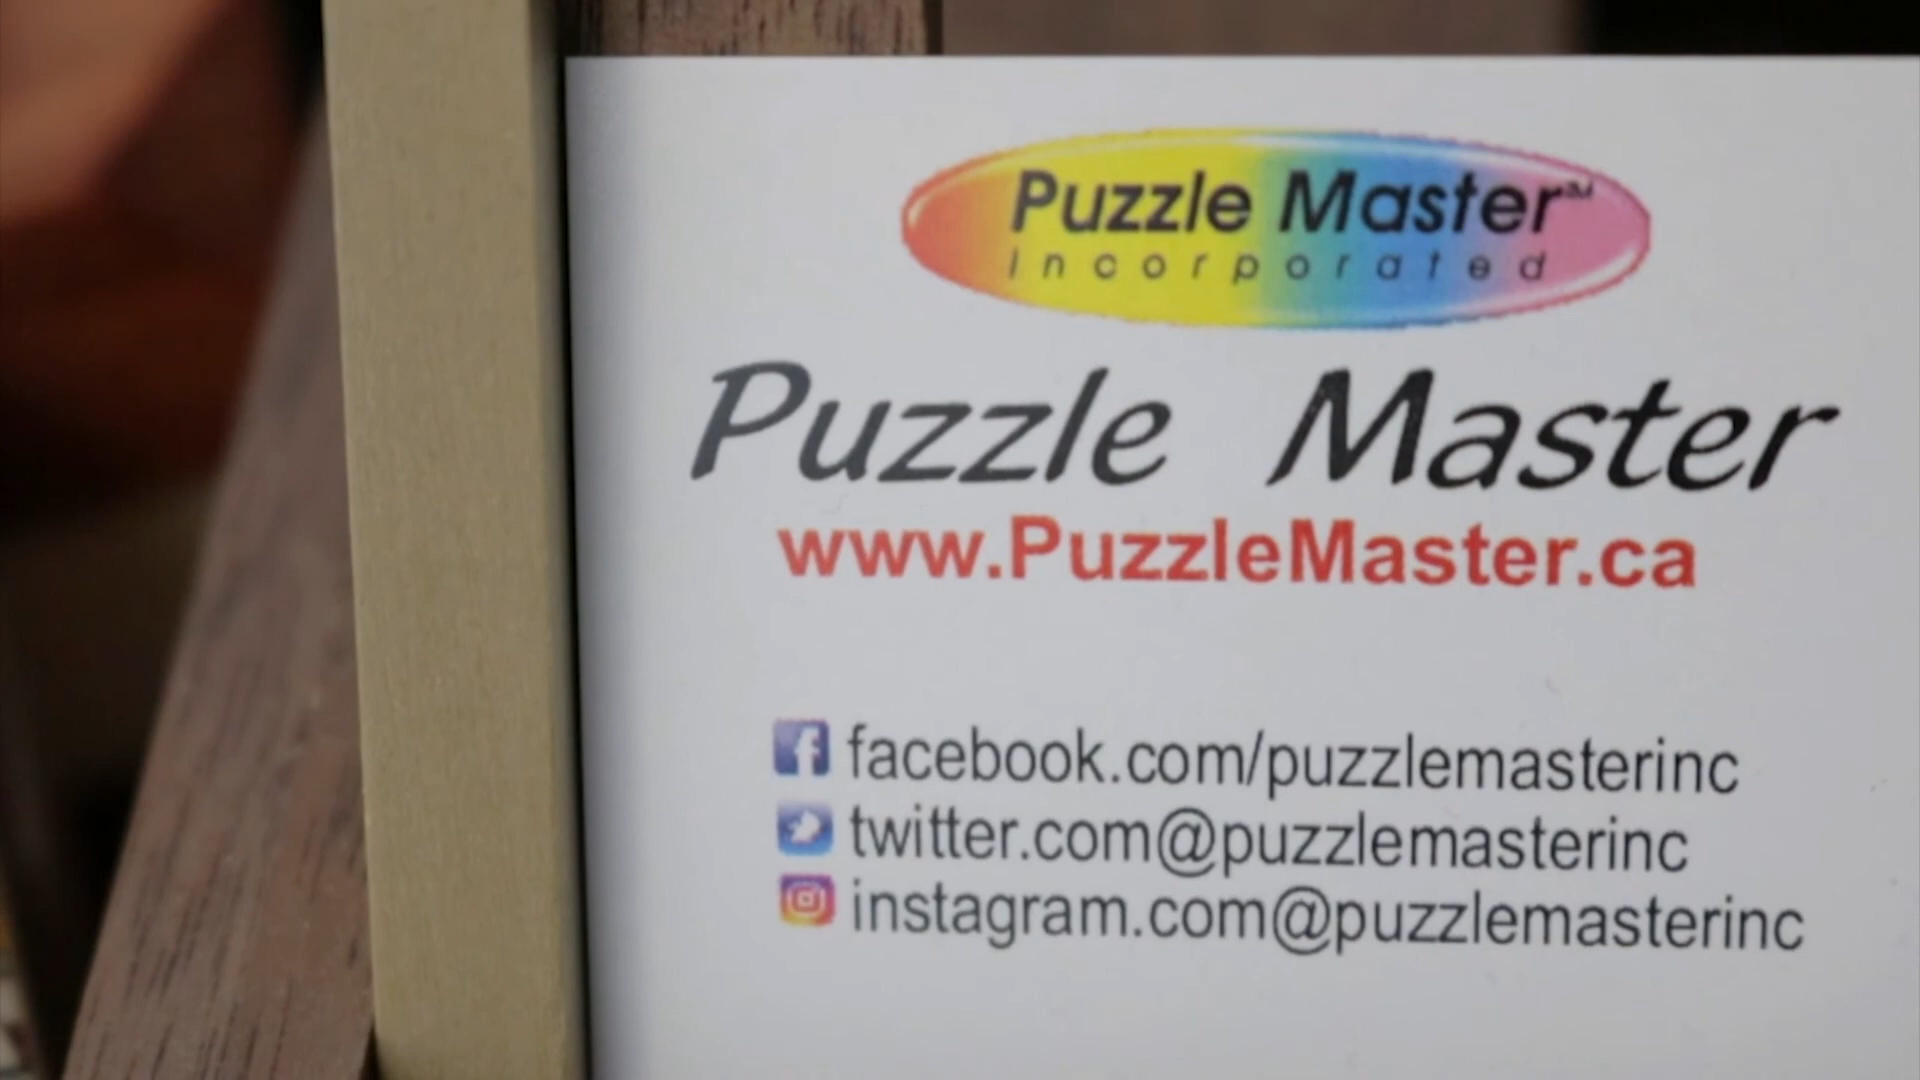 Puzzle Master™
Incorporated
Puzzle Master
www.PuzzleMaster.ca
facebook.com/puzzlemasterinc
twitter.com@puzzlemasterinc
instagram.com@puzzlemasterinc